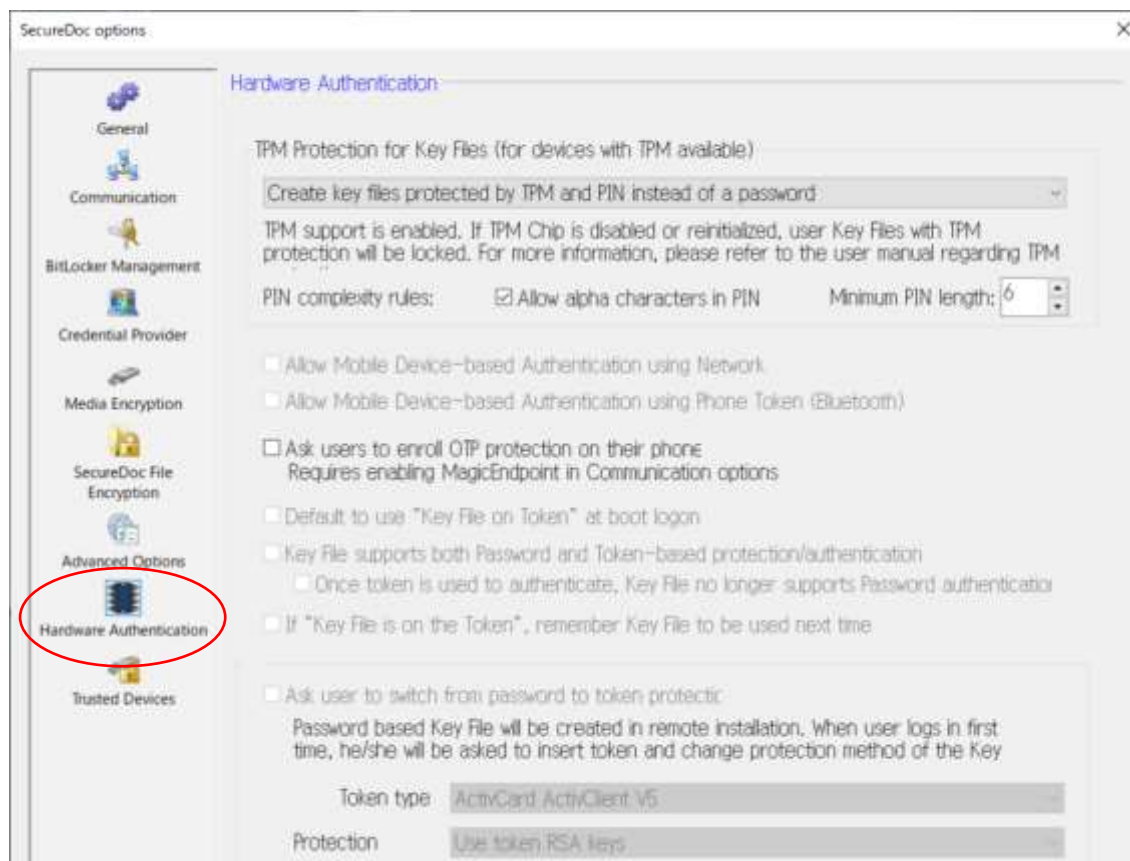 SecureDoc options
General
Communication
BitLocker Management
Credential Provider
Media Encryption
SecureDoc File
Encryption
Advanced Options
Hardware Authentication
Trusted Devices
Hardware Authentication
TPM Protection for Key Files (for devices with TPM available)
Create key files protected by TPM and PIN instead of a password
TPM support is enabled. If TPM Chip is disabled or reinitialized, user Key Files with TPM
protection will be locked. For more information, please refer to the user manual regarding TPM
PIN complexity rules: Allow alpha characters in PIN Minimum PIN length: 6
Allow Mobile Device-based Authentication using Network
Allow Mobile Device-based Authentication using Phone Token (Bluetooth)
Ask users to enroll OTP protection on their phone
Requires enabling MagicEndpoint in Communication options
Default to use "Key File on Token" at boot logon
Key File supports both Password and Token-based protection/authentication
Once token is used to authenticate, Key File no longer supports Password authenticatio
If "Key File is on the Token", remember Key File to be used next time
Ask user to switch from password to token protectic
Password based Key File will be created in remote installation. When user logs in first
time, he/she will be asked to insert token and change protection method of the Key
Token type ActivCard ActivClient V5
Protection Use token RSA keys